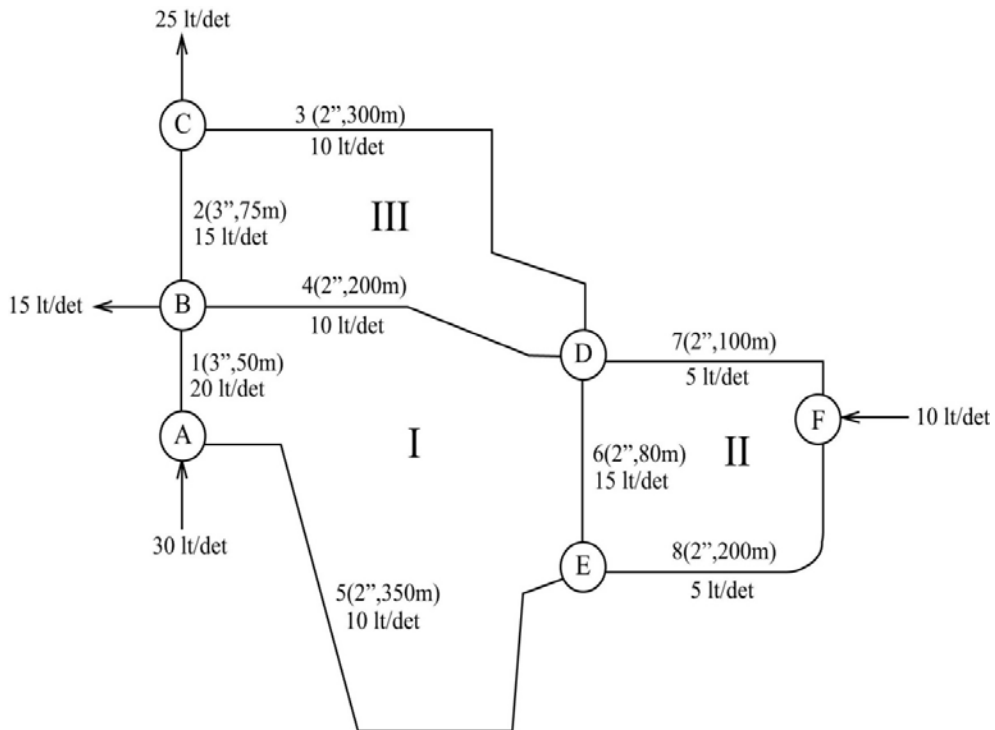 25 lt/det
C
3 (2”,300m)
10 lt/det
2(3”,75m)
15 lt/det
III
15 lt/det
B
4(2”,200m)
10 lt/det
1(3”,50m)
20 lt/det
D
7(2”,100m)
5 lt/det
F
10 lt/det
A
I
6(2”,80m)
15 lt/det
II
30 lt/det
E
8(2”,200m)
5 lt/det
5(2”,350m)
10 lt/det